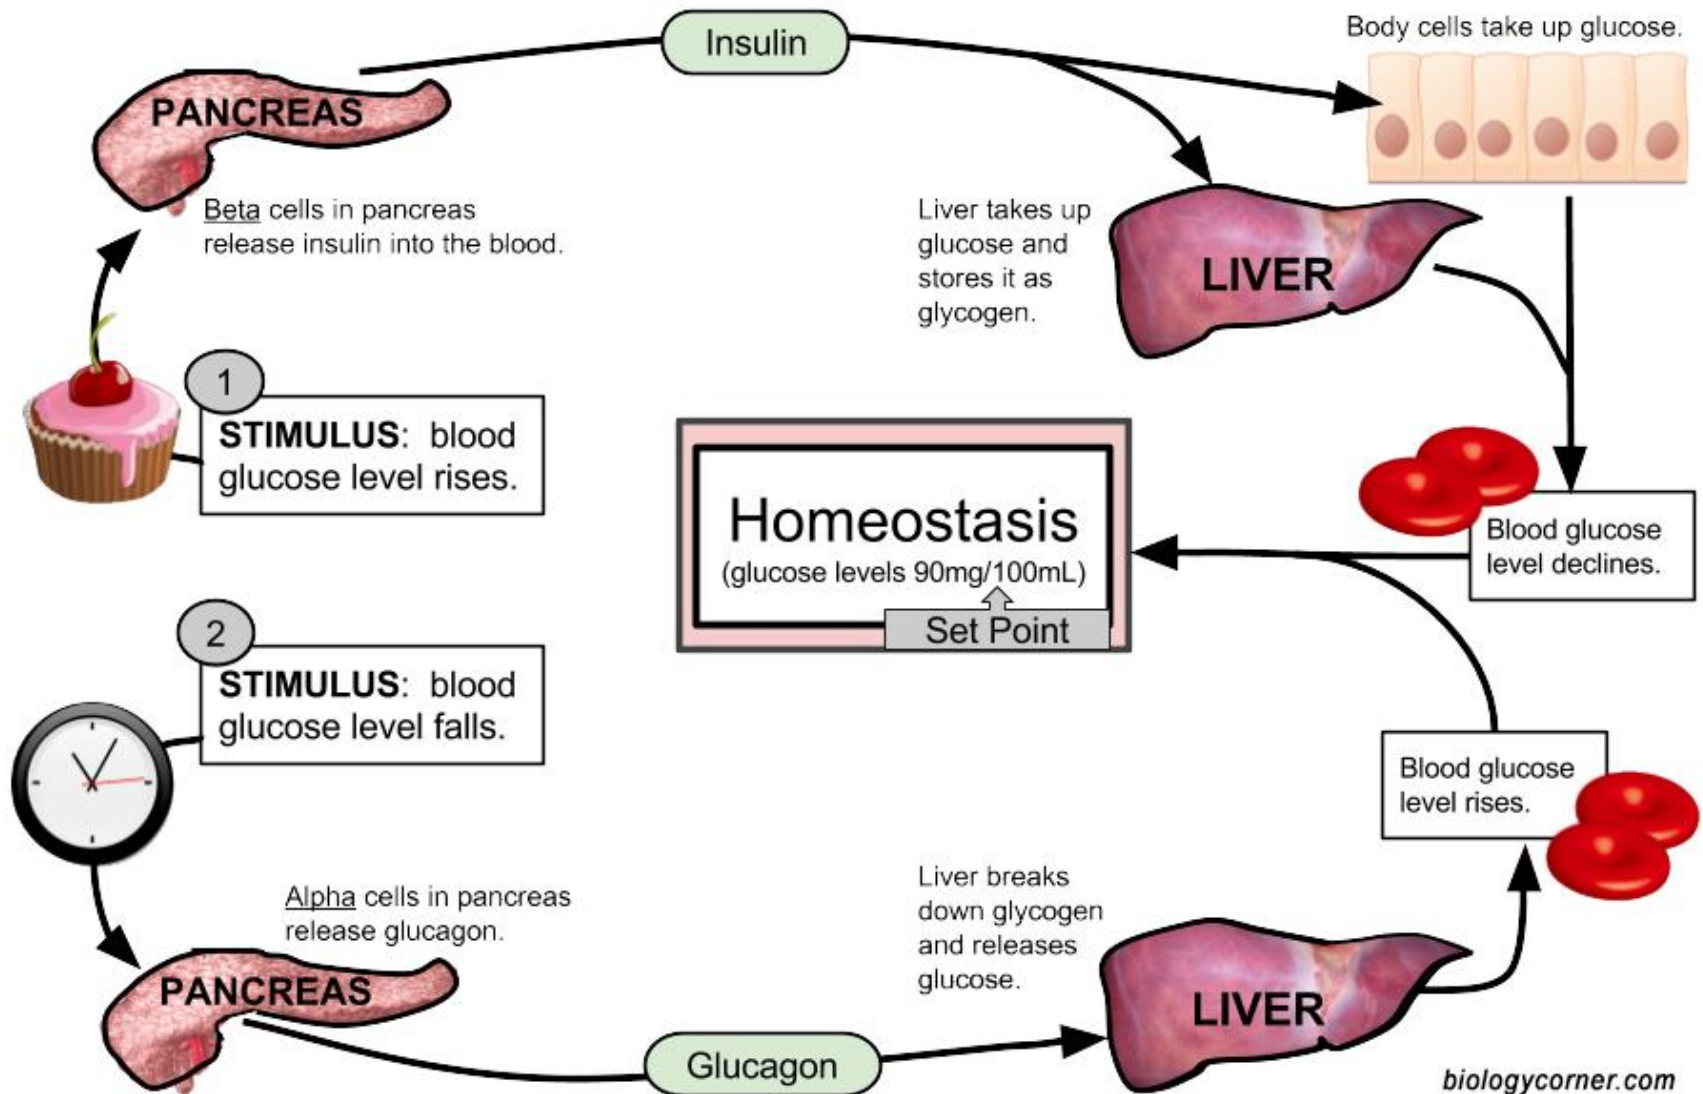 Insulin
Body cells take up glucose.
PANCREAS
Beta cells in pancreas
release insulin into the blood.
Liver takes up
glucose and
stores it as
glycogen.
LIVER
1
STIMULUS: blood
glucose level rises.
Homeostasis
(glucose levels 90mg/100mL)
Set Point
Blood glucose
level declines.
2
STIMULUS: blood
glucose level falls.
Blood glucose
level rises.
Alpha cells in pancreas
release glucagon.
PANCREAS
Liver breaks
down glycogen
and releases
glucose.
LIVER
Glucagon
biologycorner.com